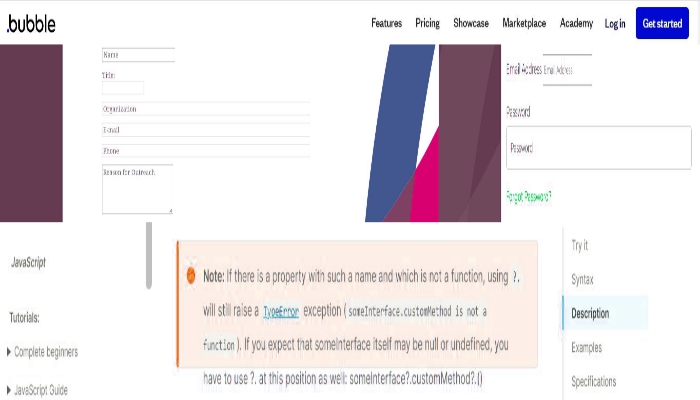 .bubble
Features Pricing Showcase Marketplace Academy Log in Get started
Name
Title:
Organization
Email
Phone
Reason for Outreach
Email Address Email Address
Password
Password
Forgot Password?
JavaScript
Tutorials:
Complete beginners
JavaScript Guide
Note: If there is a property with such a name and which is not a function, using ?.
will still raise a TypeError exception (someInterface.customMethod is not a
function). If you expect that someInterface itself may be null or undefined, you
have to use ?. at this position as well: someInterface?.customMethod?.()
Try it
Syntax
Description
Examples
Specifications